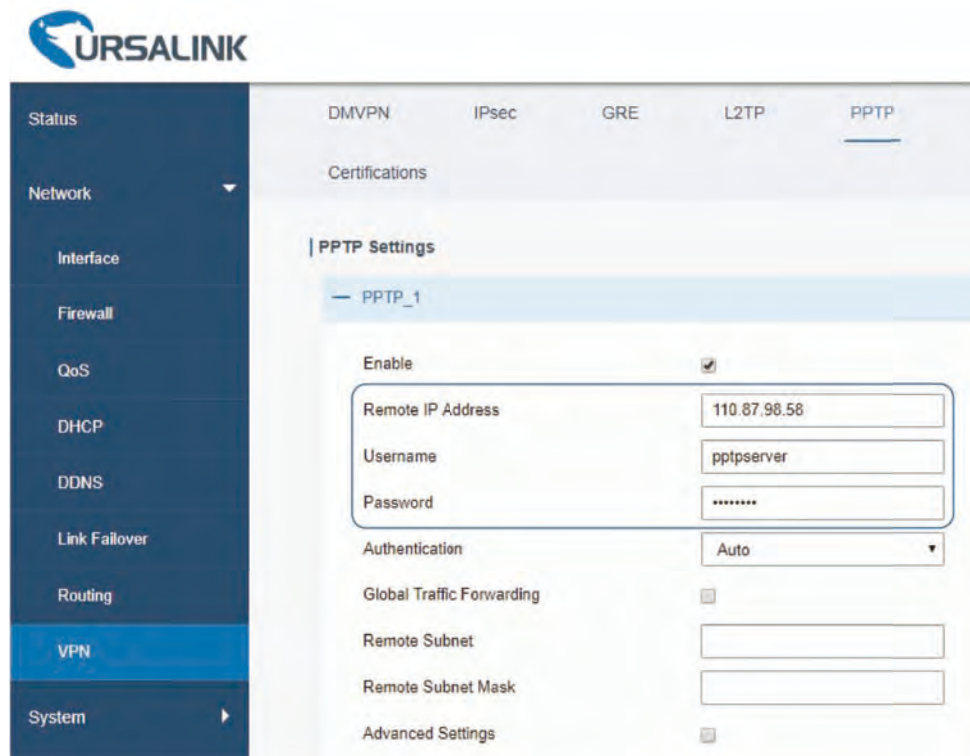 URSALINK
Status
Network
Interface
Firewall
QoS
DHCP
DDNS
Link Failover
Routing
VPN
System
DMVPN IPsec GRE L2TP PPTP
Certifications
PPTP Settings
— PPTP_1
Enable
Remote IP Address 110.87.98.58
Username pptpserver
Password ••••••••
Authentication Auto
Global Traffic Forwarding
Remote Subnet
Remote Subnet Mask
Advanced Settings